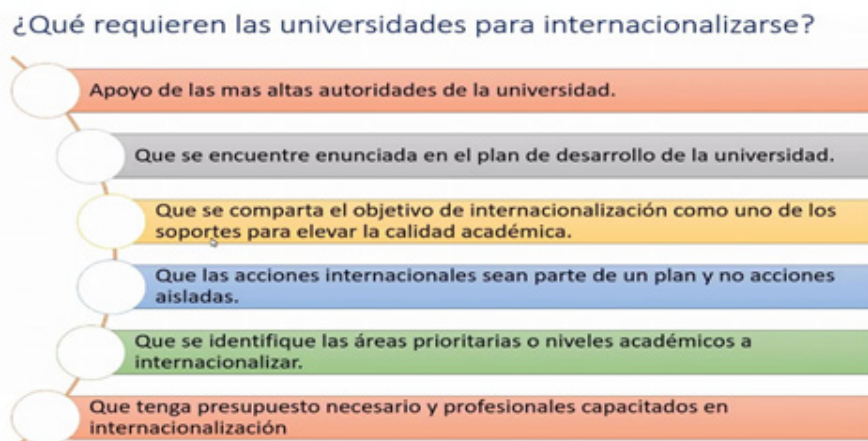 ¿Qué requieren las universidades para internacionalizarse?
Apoyo de las mas altas autoridades de la universidad.
Que se encuentre enunciada en el plan de desarrollo de la universidad.
Que se comparta el objetivo de internacionalización como uno de los
soportes para elevar la calidad académica.
Que las acciones internacionales sean parte de un plan y no acciones
aisladas.
Que se identifique las áreas prioritarias o niveles académicos a
internacionalizar.
Que tenga presupuesto necesario y profesionales capacitados en
internacionalización